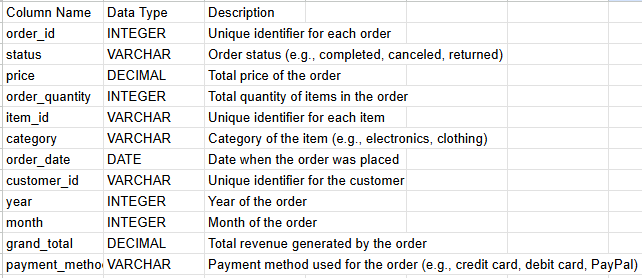 Column Name Data Type Description
order_id INTEGER Unique identifier for each order
status VARCHAR Order status (e.g., completed, canceled, returned)
price DECIMAL Total price of the order
order_quantity INTEGER Total quantity of items in the order
item_id VARCHAR Unique identifier for each item
category VARCHAR Category of the item (e.g., electronics, clothing)
order_date DATE Date when the order was placed
customer_id VARCHAR Unique identifier for the customer
year INTEGER Year of the order
month INTEGER Month of the order
grand_total DECIMAL Total revenue generated by the order
payment_metho VARCHAR Payment method used for the order (e.g., credit card, debit card, PayPal)